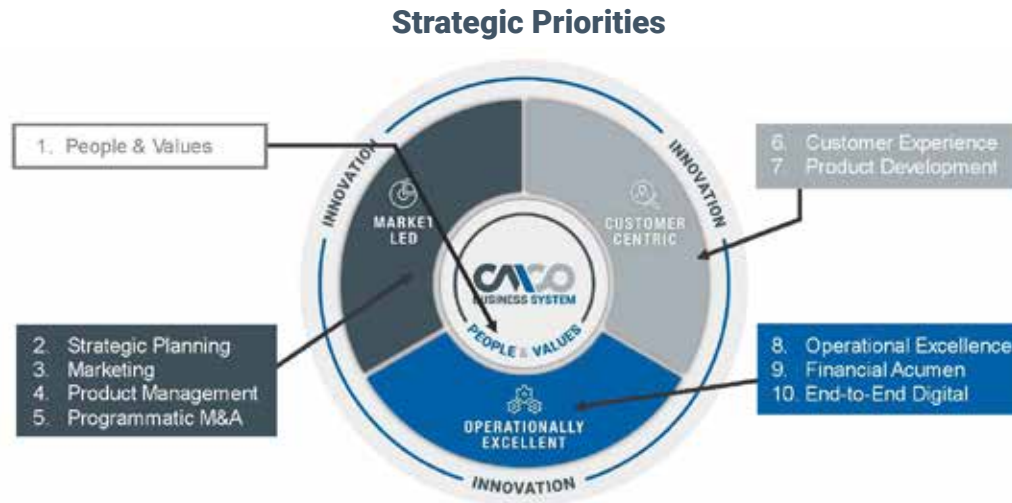 Strategic Priorities
1. People & Values
6. Customer Experience
7. Product Development
INNOVATION
INNOVATION
MARKET
LED
CUSTOMER
CENTRIC
BUSINESS SYSTEM
PEOPLE & VALUES
2. Strategic Planning
3. Marketing
4. Product Management
5. Programmatic M&A
8. Operational Excellence
9. Financial Acumen
10. End-to-End Digital
OPERATIONALLY
EXCELLENT
INNOVATION